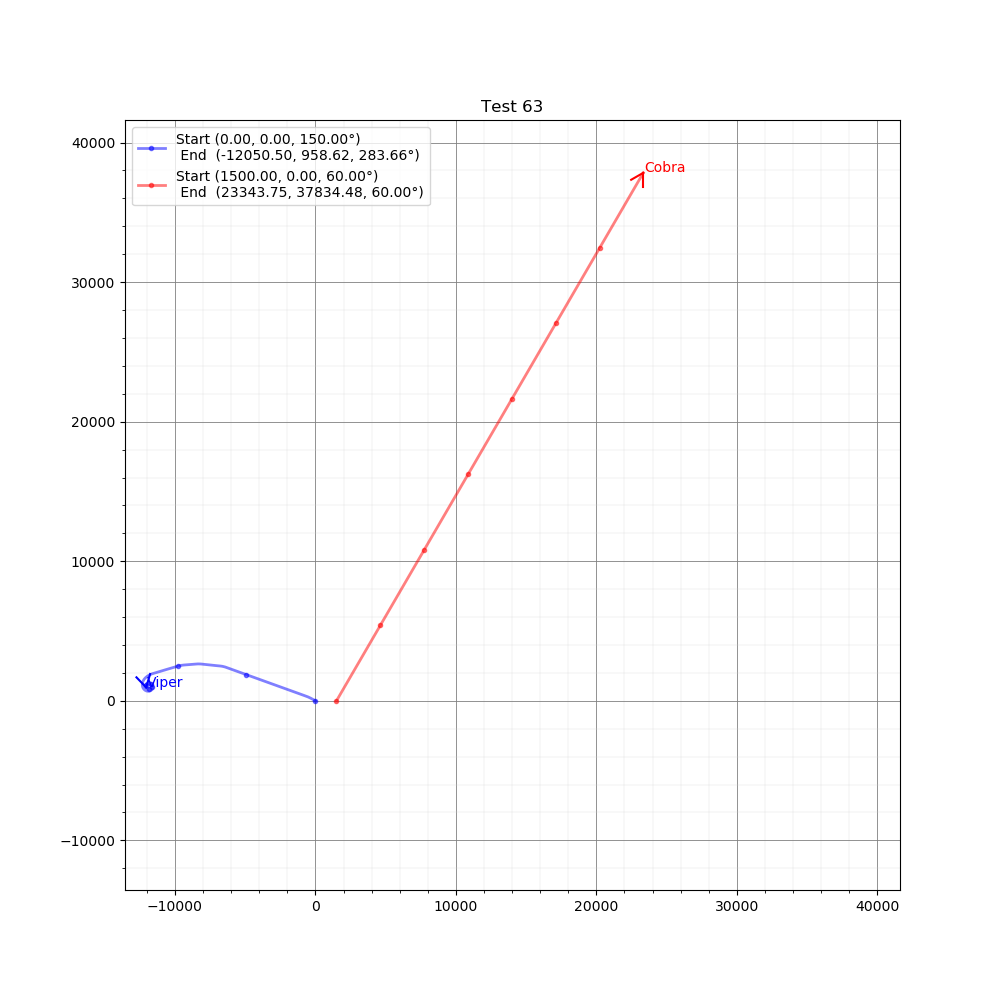 Test 63
Start (0.00, 0.00, 150.00°)
End (-12050.50, 958.62, 283.66°)
Start (1500.00, 0.00, 60.00°)
End (23343.75, 37834.48, 60.00°)
Cobra
Viper
40000
30000
20000
10000
0
−10000
−10000
0
10000
20000
30000
40000